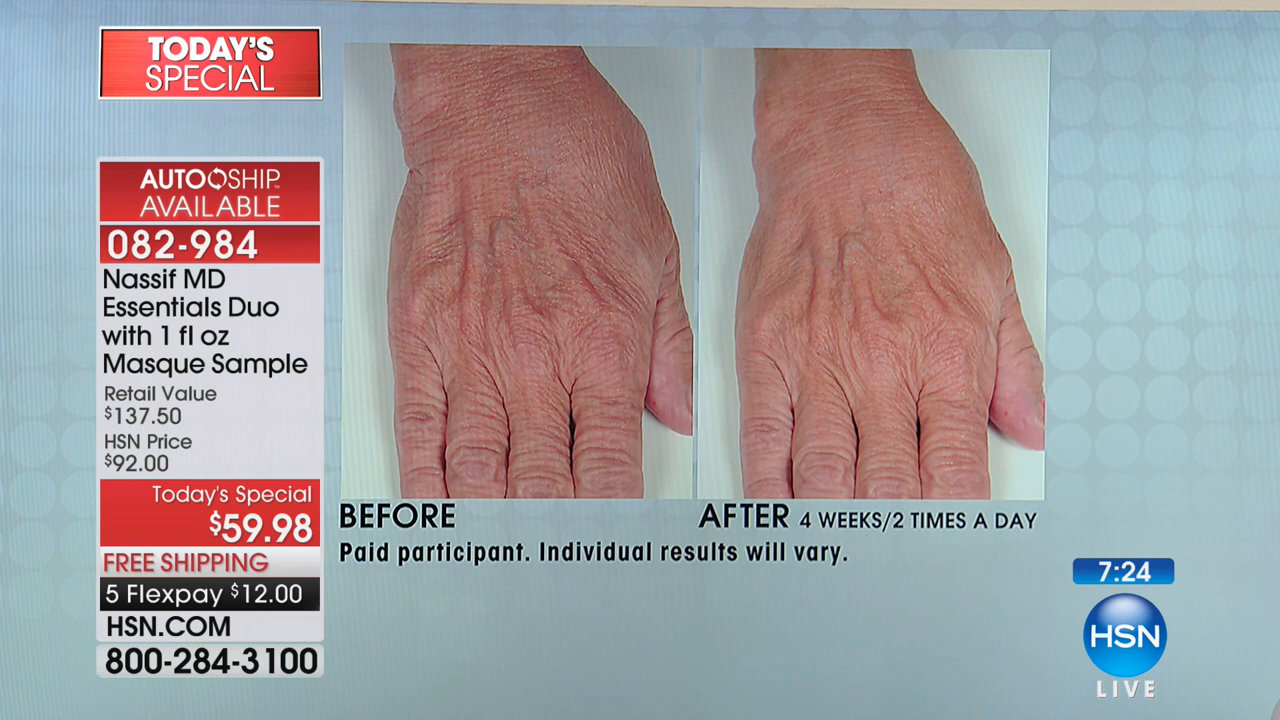 TODAY'S
SPECIAL
AUTOSHIP™
AVAILABLE
082-984
Nassif MD
Essentials Duo
with 1 fl oz
Masque Sample
Retail Value
$137.50
HSN Price
$92.00
Today's Special
$59.98
FREE SHIPPING
5 Flexpay $12.00
HSN.COM
800-284-3100
BEFORE
AFTER 4 WEEKS/2 TIMES A DAY
Paid participant. Individual results will vary.
7:24
HSN
LIVE